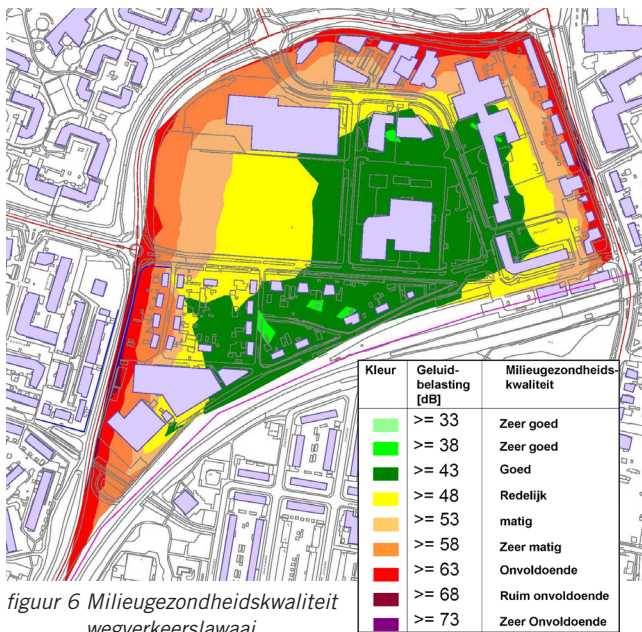 Kleur Geluid- Milieugezondheids-
belasting kwaliteit
[dB]
>= 33 Zeer goed
>= 38 Zeer goed
>= 43 Goed
>= 48 Redelijk
>= 53 matig
>= 58 Zeer matig
>= 63 Onvoldoende
>= 68 Ruim onvoldoende
>= 73 Zeer Onvoldoende
figuur 6 Milieugezondheidskwaliteit
wegverkeerslawaai